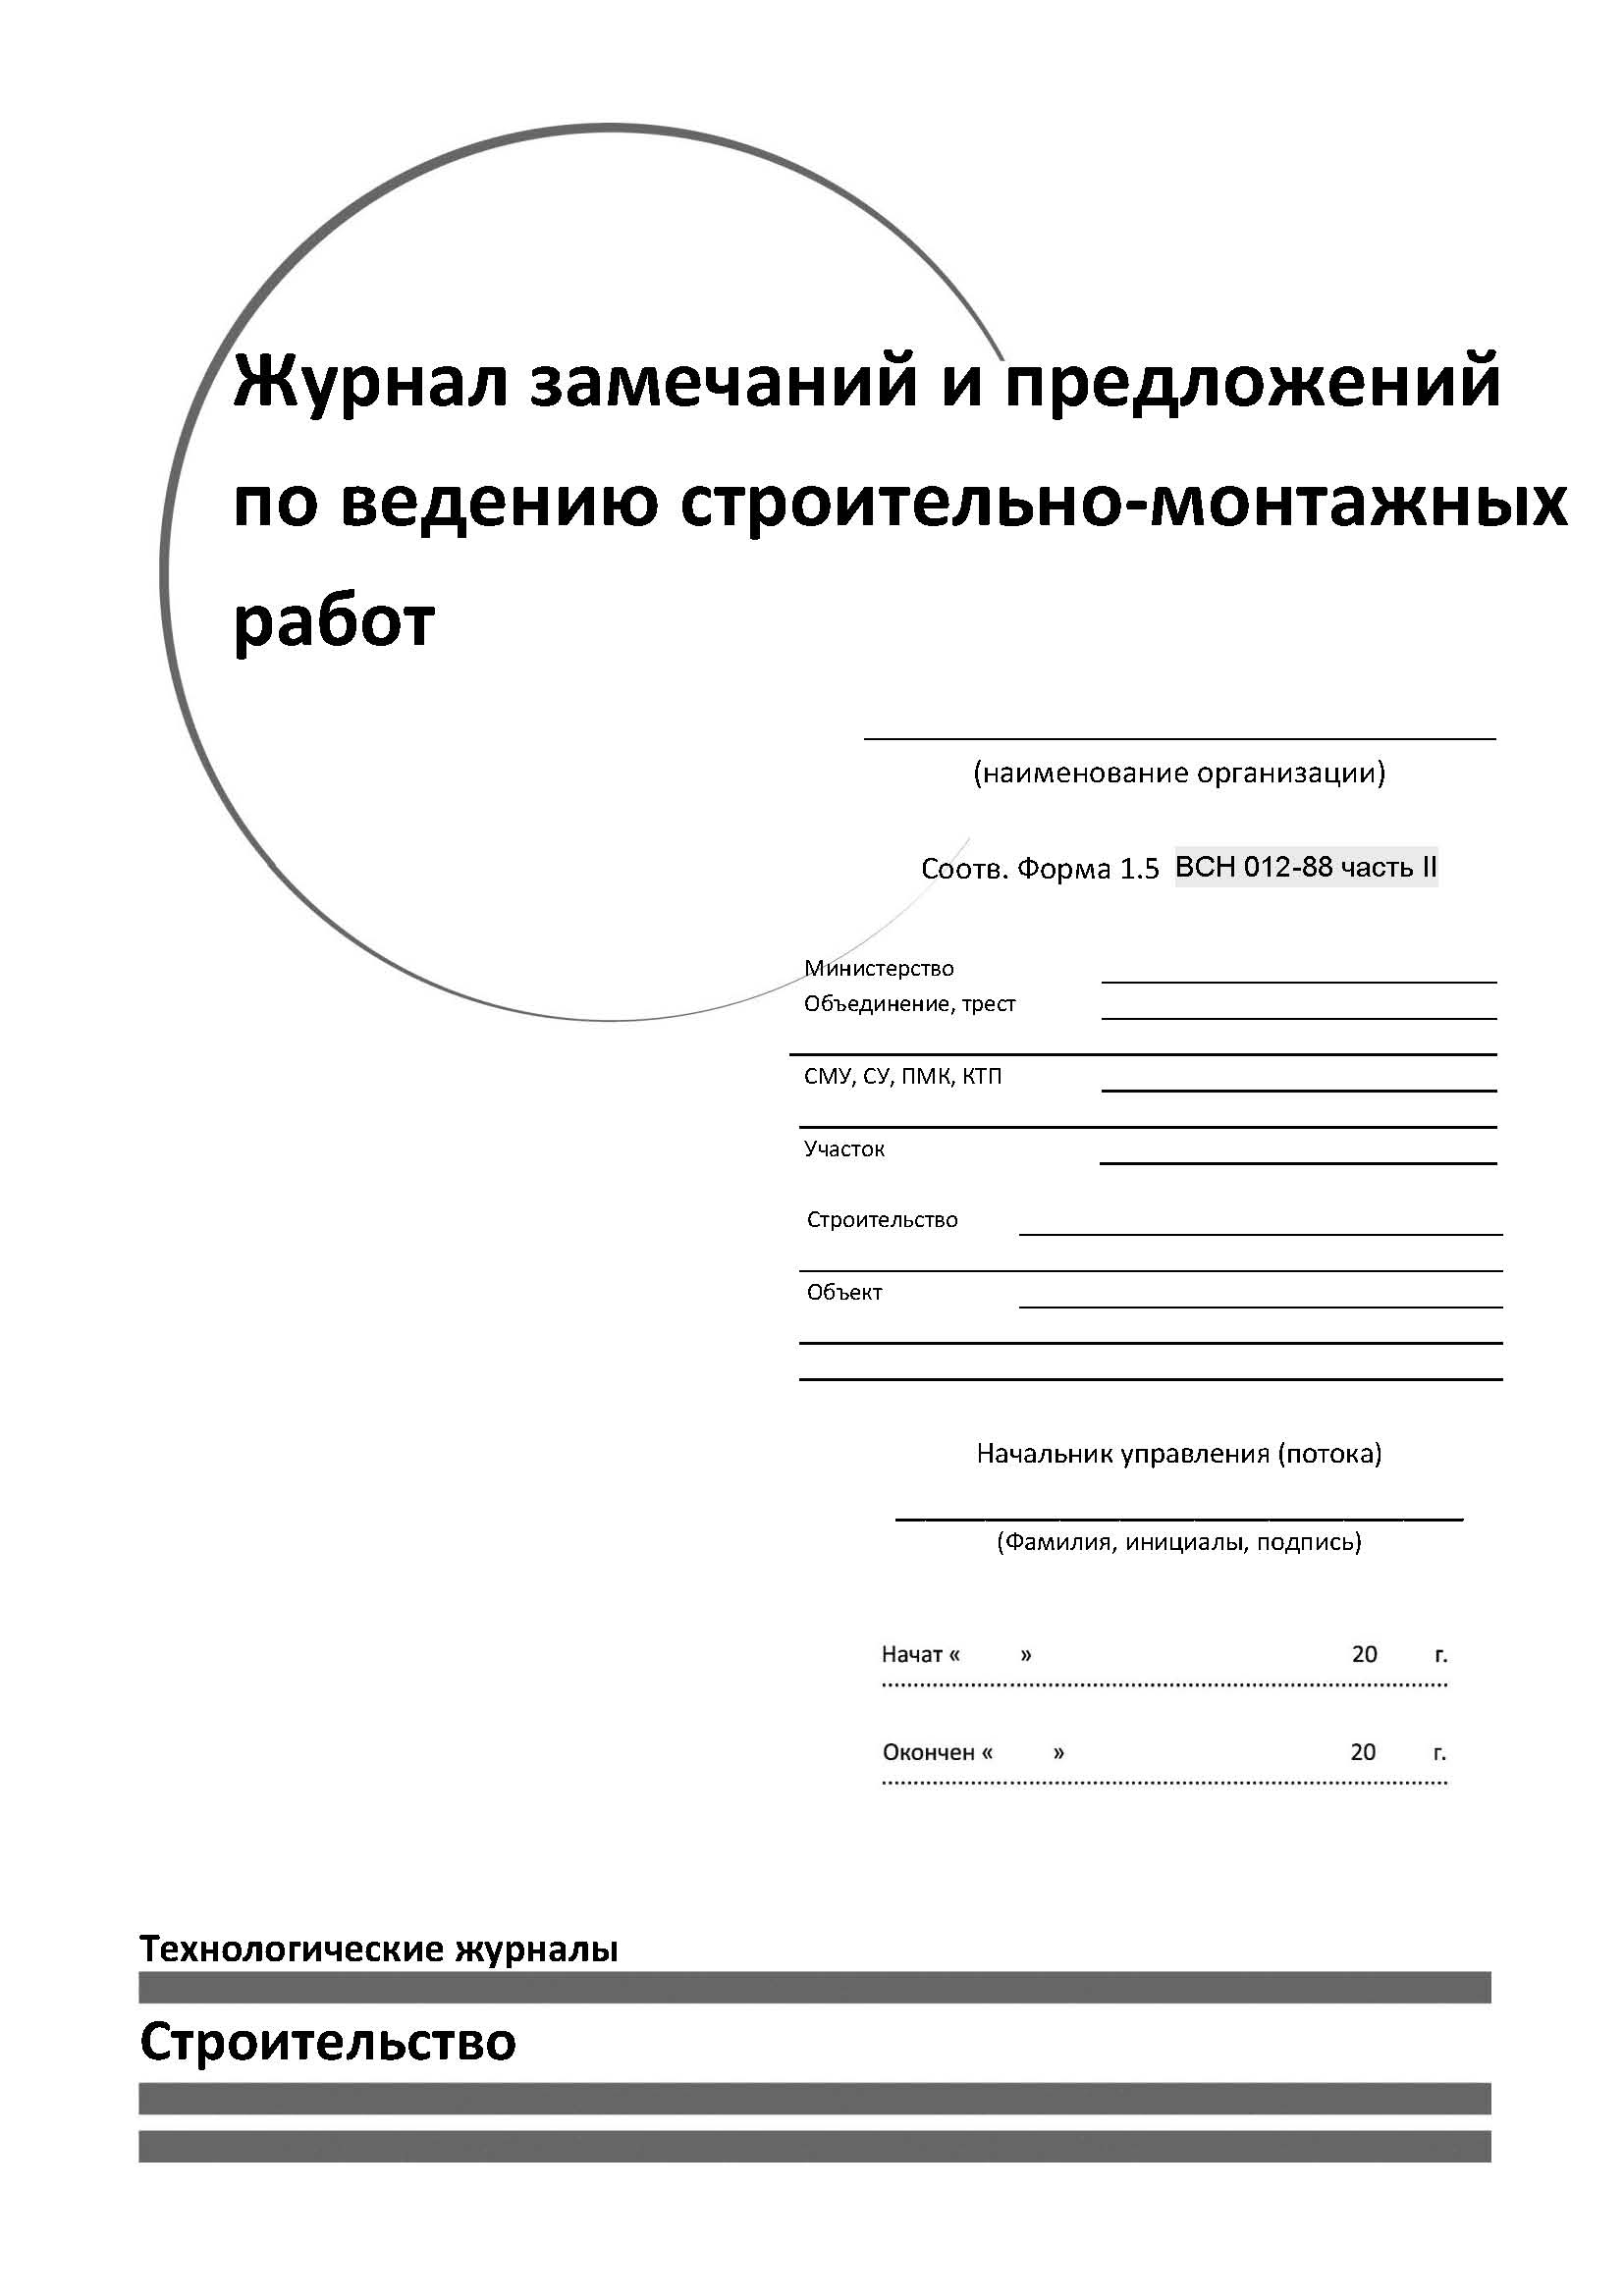 Журнал замечаний и предложений
по ведению строительно-монтажных
работ
(наименование организации)
Соотв. Форма 1.5 ВСН 012-88 часть II
Министерство
Объединение, трест
СМУ, СУ, ПМК, КТП
Участок
Строительство
Объект
Начальник управления (потока)
(Фамилия, инициалы, подпись)
Начат « » 20 г.
Окончен « » 20 г.
Технологические журналы
Строительство